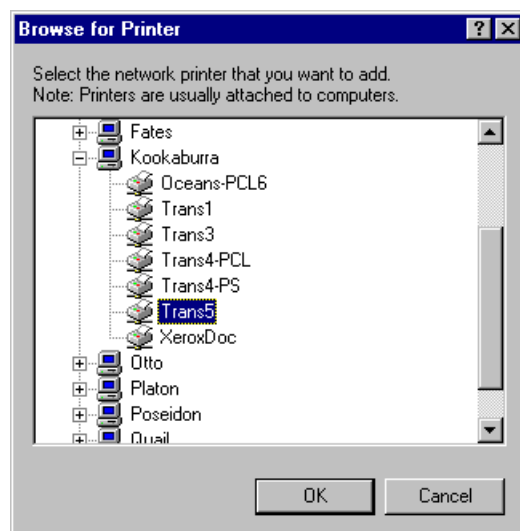 Browse for Printer
Select the network printer that you want to add.
Note: Printers are usually attached to computers.
Fates
Kookaburra
Oceans-PCL6
Trans1
Trans3
Trans4-PCL
Trans4-PS
Trans5
XeroxDoc
Otto
Platon
Poseidon
Quail
OK
Cancel